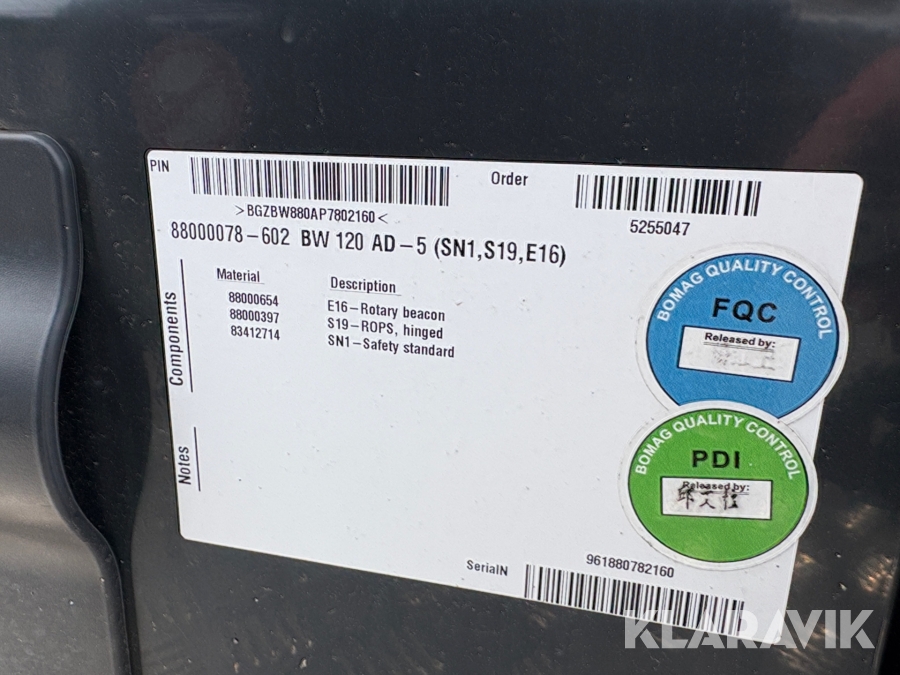 PIN
>BGZBW880AP7802160<
Order
5255047
88000078-602 BW 120 AD-5 (SN1,S19,E16)
Components
Material Description
88000654 E16-Rotary beacon
88000397 S19-ROPS, hinged
83412714 SN1-Safety standard
Notes
BOMAG QUALITY CONTROL
FQC
Released by:
BOMAG QUALITY CONTROL
PDI
Released by:
SerialN
961880782160
KLARAVIK